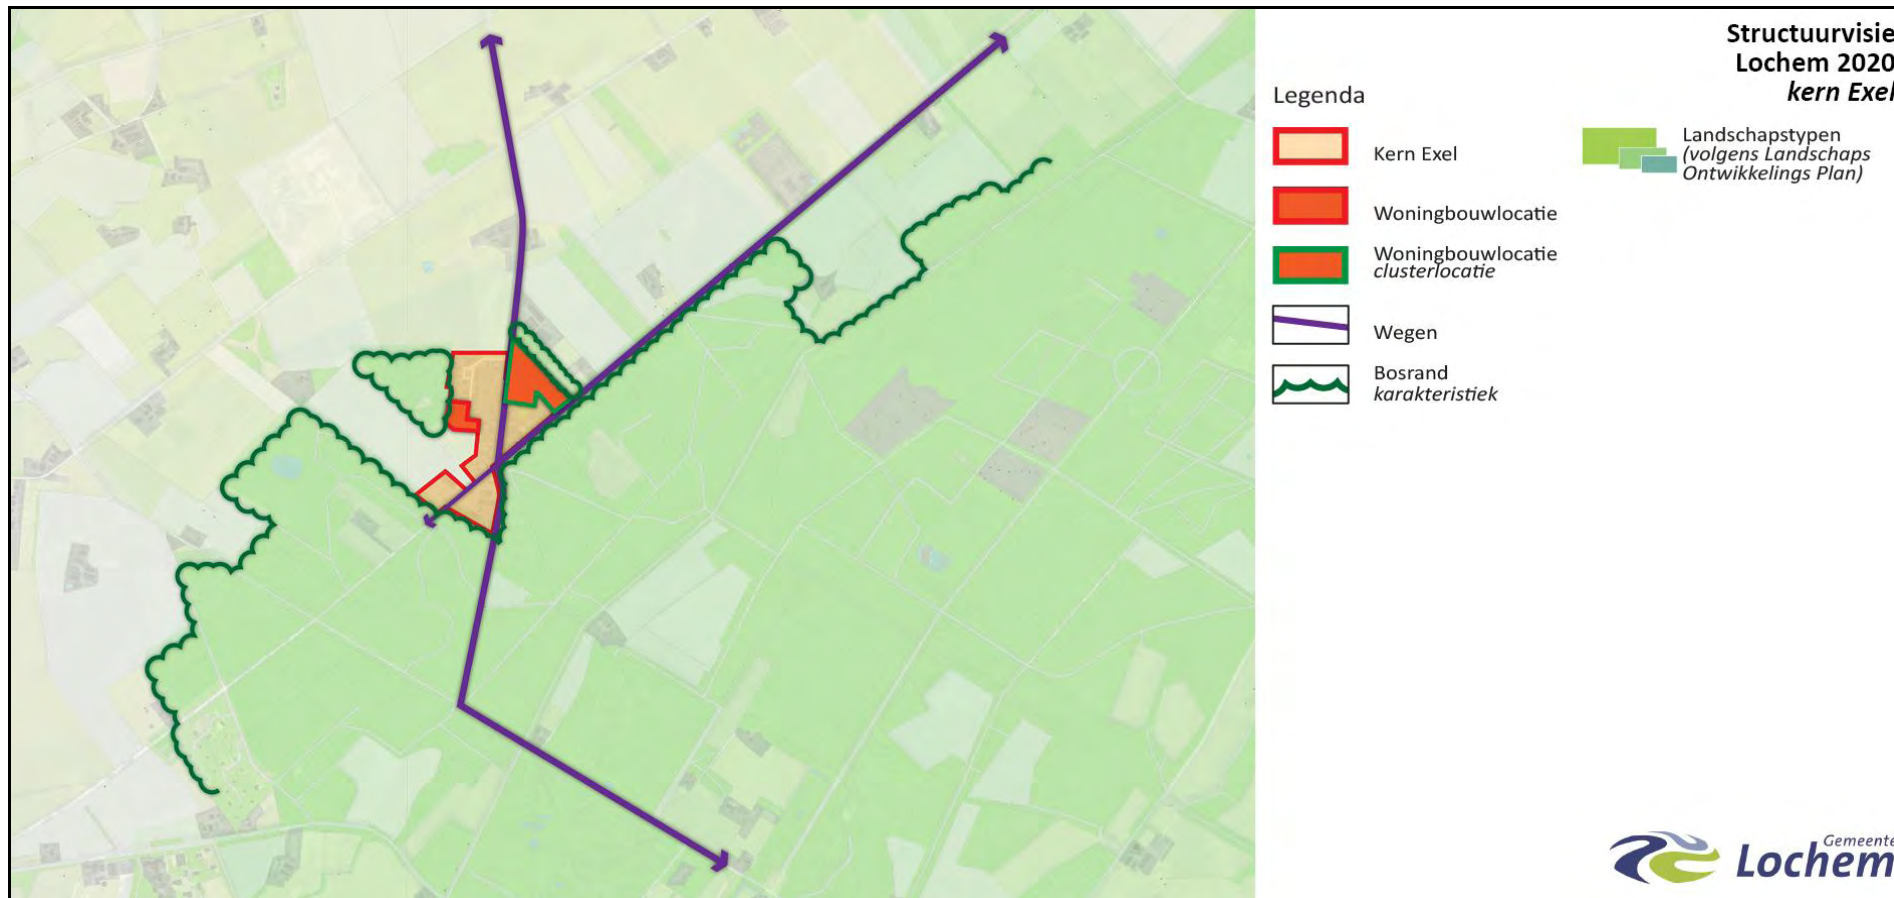 Structuurvisie
Lochem 2020
kern Exel
Legenda
Kern Exel
Woningbouwlocatie
Woningbouwlocatie
clusterlocatie
Wegen
Bosrand
karakteristiek
Landschapstypen
(volgens Landschaps
Ontwikkelings Plan)
Gemeente
Lochem